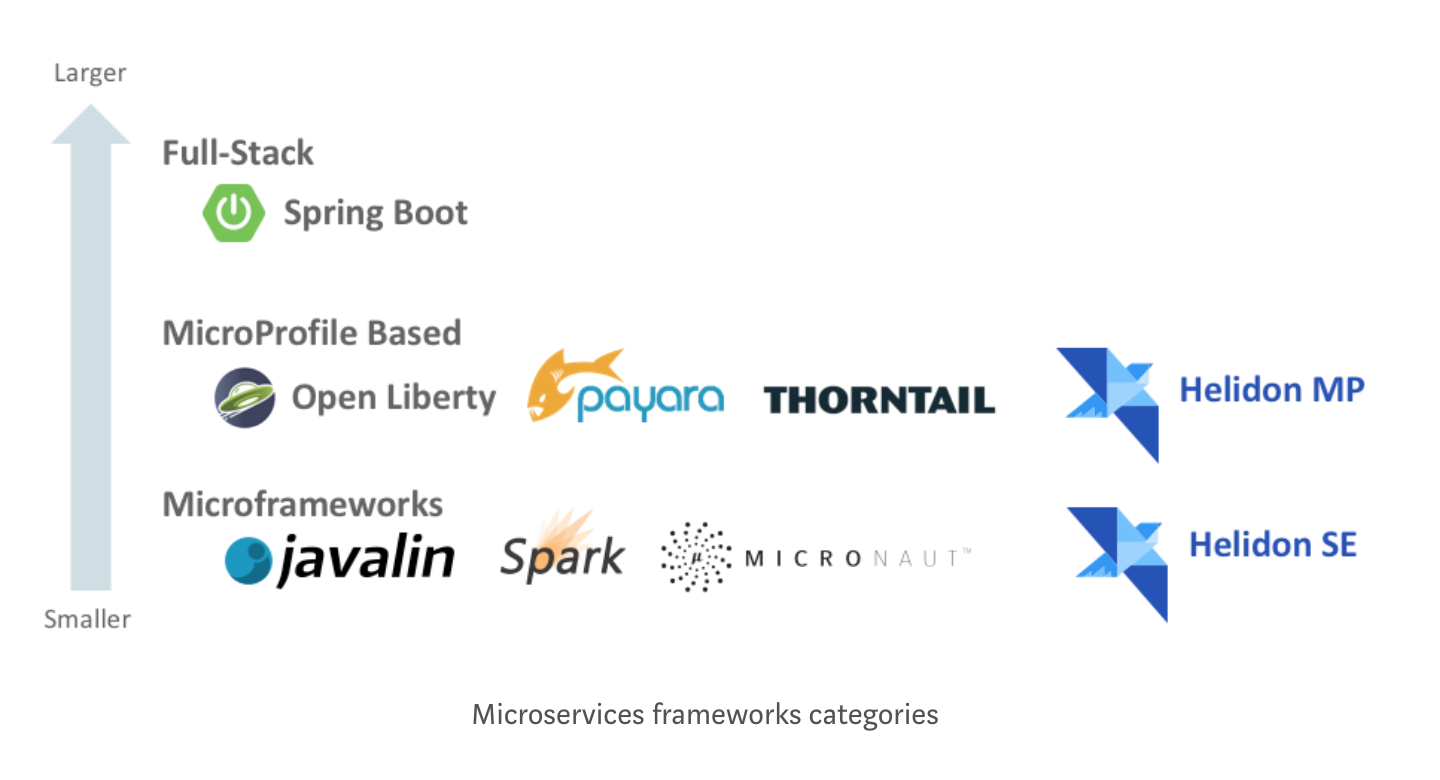 Larger
Full-Stack
Spring Boot
MicroProfile Based
Open Liberty payara THORNTAIL Helidon MP
Microframeworks
javalin Spark μ MICRONAUT™ Helidon SE
Smaller
Microservices frameworks categories